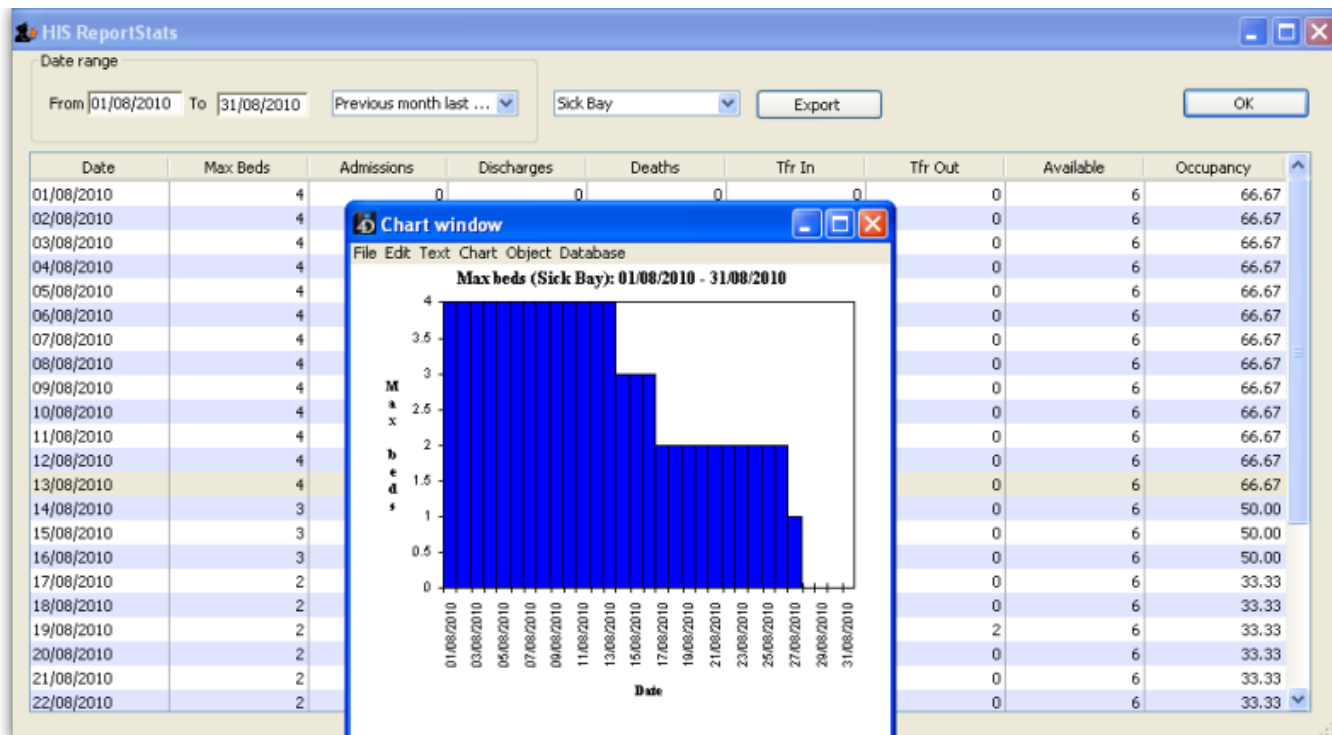 HIS ReportStats
Date range
From 01/08/2010 To 31/08/2010 Previous month last ... Sick Bay Export OK
Date Max Beds Admissions Discharges Deaths Tfr In Tfr Out Available Occupancy
01/08/2010 4 0 0 0 0 0 6 66.67
02/08/2010 4 0 6 66.67
03/08/2010 4 0 6 66.67
04/08/2010 4 0 6 66.67
05/08/2010 4 0 6 66.67
06/08/2010 4 0 6 66.67
07/08/2010 4 0 6 66.67
08/08/2010 4 0 6 66.67
09/08/2010 4 0 6 66.67
10/08/2010 4 0 6 66.67
11/08/2010 4 0 6 66.67
12/08/2010 4 0 6 66.67
13/08/2010 4 0 6 66.67
14/08/2010 3 0 6 50.00
15/08/2010 3 0 6 50.00
16/08/2010 3 0 6 50.00
17/08/2010 2 0 6 33.33
18/08/2010 2 0 6 33.33
19/08/2010 2 2 6 33.33
20/08/2010 2 0 6 33.33
21/08/2010 2 0 6 33.33
22/08/2010 2 0 6 33.33
4D Chart window
File Edit Text Chart Object Database
Max beds (Sick Bay): 01/08/2010 - 31/08/2010
Max beds
4
3.5
3
2.5
2
1.5
1
0.5
0
01/08/2010 03/08/2010 05/08/2010 07/08/2010 09/08/2010 11/08/2010 13/08/2010 15/08/2010 17/08/2010 19/08/2010 21/08/2010 23/08/2010 25/08/2010 27/08/2010 29/08/2010 31/08/2010
Date